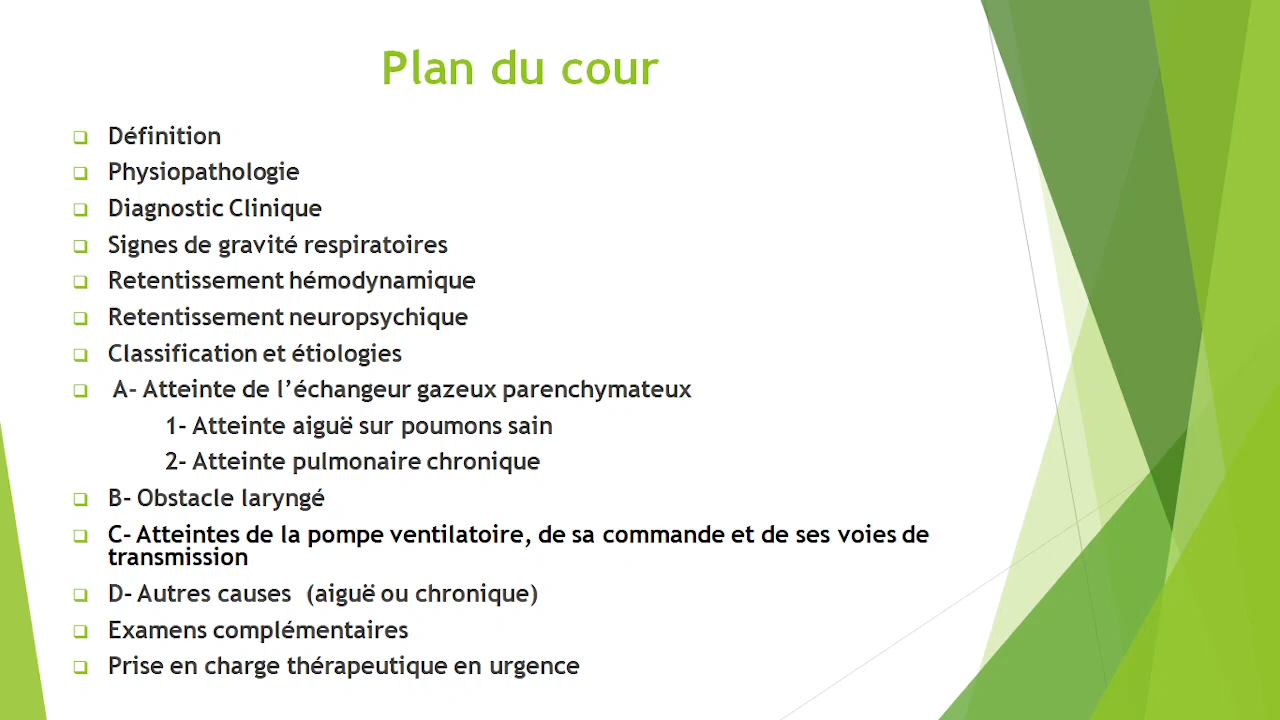 Plan du cour
Définition
Physiopathologie
Diagnostic Clinique
Signes de gravité respiratoires
Retentissement hémodynamique
Retentissement neuropsychique
Classification et étiologies
A- Atteinte de l’échangeur gazeux parenchymateux
1- Atteinte aiguë sur poumons sain
2- Atteinte pulmonaire chronique
B- Obstacle laryngé
C- Atteintes de la pompe ventilatoire, de sa commande et de ses voies de
transmission
D- Autres causes (aiguë ou chronique)
Examens complémentaires
Prise en charge thérapeutique en urgence